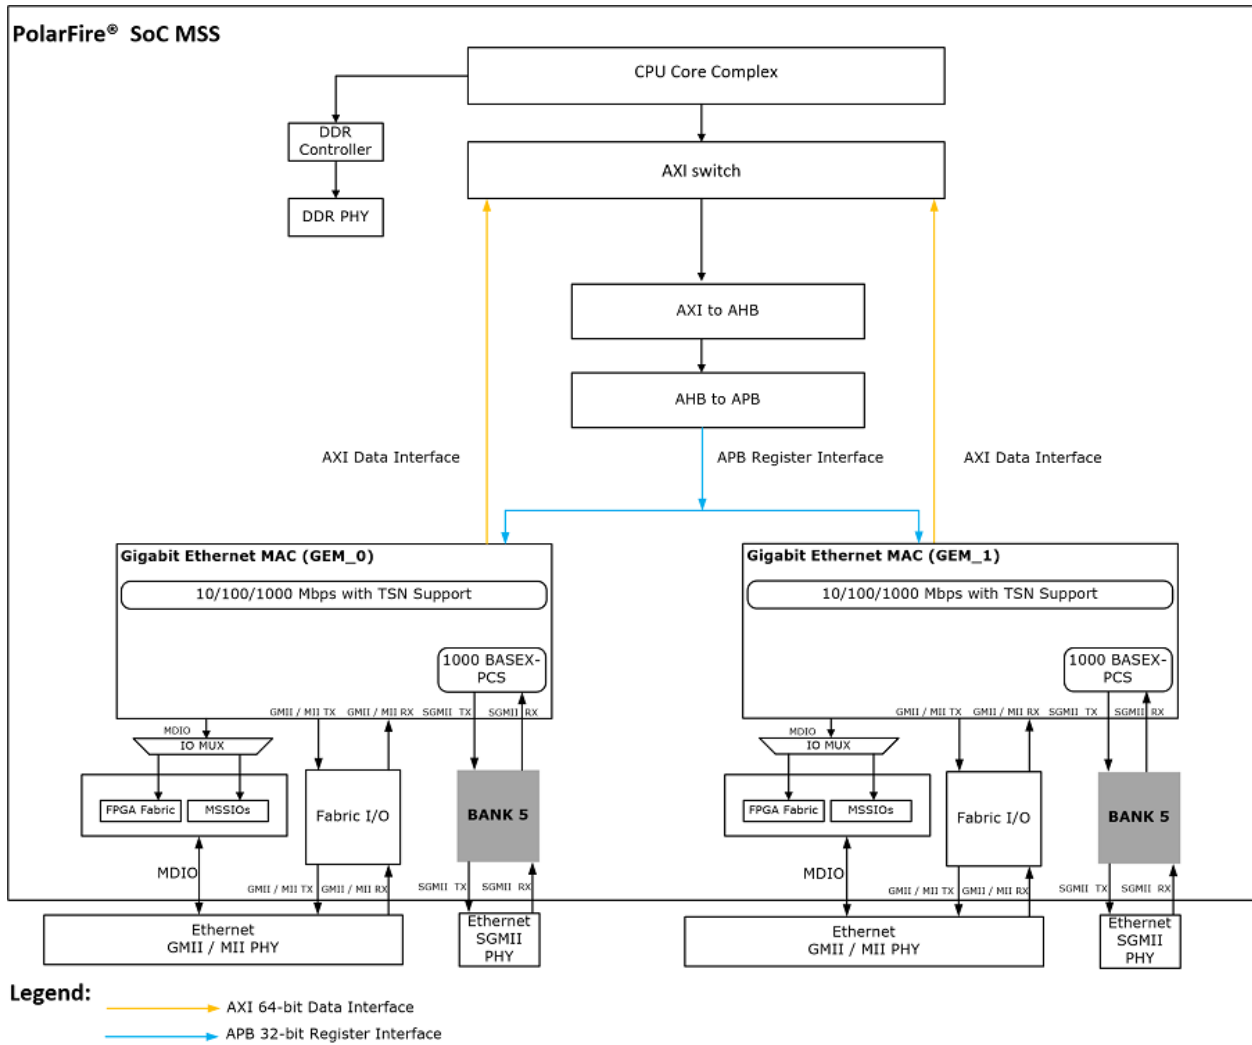 PolarFire® SoC MSS
CPU Core Complex
DDR
Controller
AXI switch
DDR PHY
AXI to AHB
AHB to APB
AXI Data Interface
APB Register Interface
AXI Data Interface
Gigabit Ethernet MAC (GEM_0)
10/100/1000 Mbps with TSN Support
1000 BASEX-
PCS
GMII / MII TX
GMII / MII RX
SGMII TX
SGMII RX
MDIO
IO MUX
FPGA Fabric
MSSIOs
Fabric I/O
BANK 5
MDIO
GMII / MII TX
GMII / MII RX
SGMII TX
SGMII RX
Ethernet
GMII / MII PHY
Ethernet
SGMII
PHY
Gigabit Ethernet MAC (GEM_1)
10/100/1000 Mbps with TSN Support
1000 BASEX-
PCS
GMII / MII TX
GMII / MII RX
SGMII TX
SGMII RX
MDIO
IO MUX
FPGA Fabric
MSSIOs
Fabric I/O
BANK 5
MDIO
GMII / MII TX
GMII / MII RX
SGMII TX
SGMII RX
Ethernet
GMII / MII PHY
Ethernet
SGMII
PHY
Legend:
AXI 64-bit Data Interface
APB 32-bit Register Interface